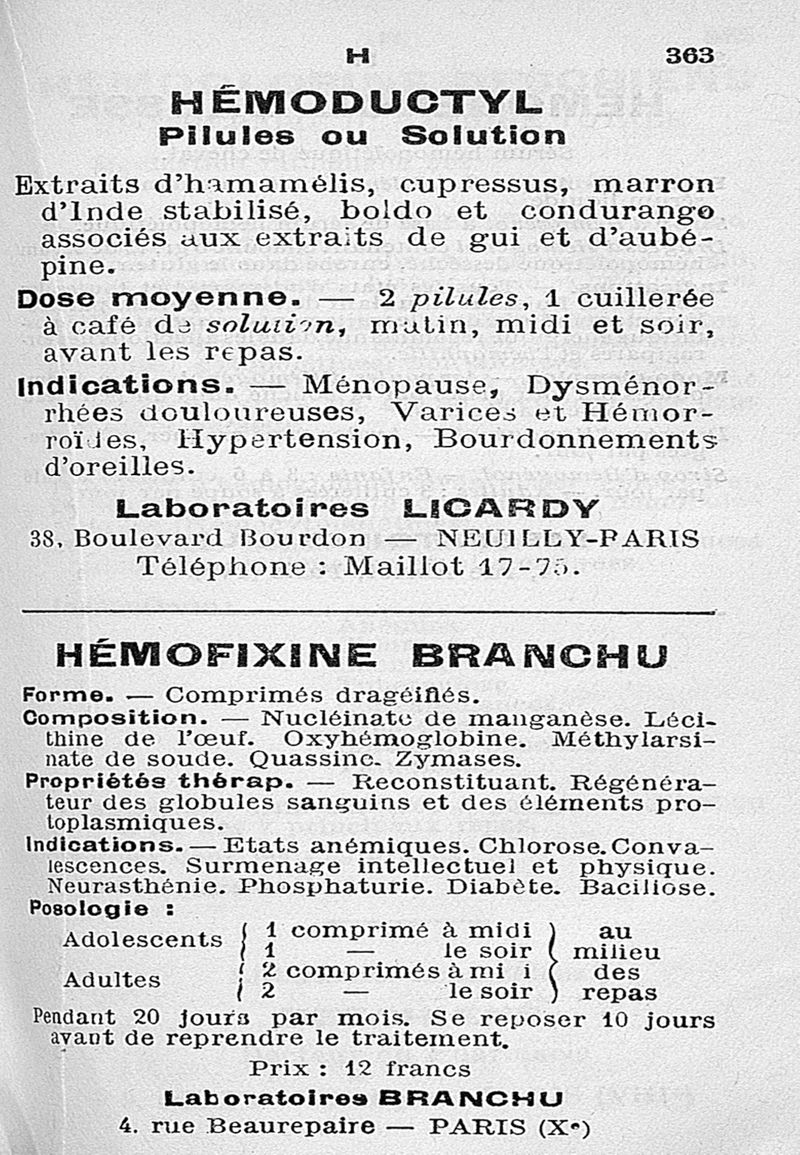 H 363
HÉMODUCTYL
Pilules ou Solution
Extraits d'hamamélis, cupressus, marron
d'Inde stabilisé, boldo et condurango
associés aux extraits de gui et d'aubé-
pine.
Dose moyenne. — 2 pilules, 1 cuillerée
à café de solution, matin, midi et soir,
avant les repas.
Indications. — Ménopause, Dysménor-
rhées douloureuses, Varices et Hémor-
roïdes, Hypertension, Bourdonnements
d'oreilles.
Laboratoires LICARDY
38, Boulevard Bourdon — NEUILLY-PARIS
Téléphone : Maillot 17-75.
HÉMOFIXINE BRANCHU
Forme. — Comprimés dragéifiés.
Composition. — Nucléinate de manganèse. Léci-
thine de l'œuf. Oxyhémoglobine. Méthylarsi-
nate de soude. Quassine. Zymases.
Propriétés thérap. — Reconstituant. Régénéra-
teur des globules sanguins et des éléments pro-
toplasmiques.
Indications. — Etats anémiques. Chlorose. Conva-
lescences. Surmenage intellectuel et physique.
Neurasthénie. Phosphaturie. Diabète. Bacillose.
Posologie :
Adolescents { 1 comprimé à midi } au
1 — le soir milieu
Adultes { 2 comprimés à mi i des
2 — le soir } repas
Pendant 20 jours par mois. Se reposer 10 jours
avant de reprendre le traitement.
Prix : 12 francs
Laboratoires BRANCHU
4. rue Beaurepaire — PARIS (Xe)